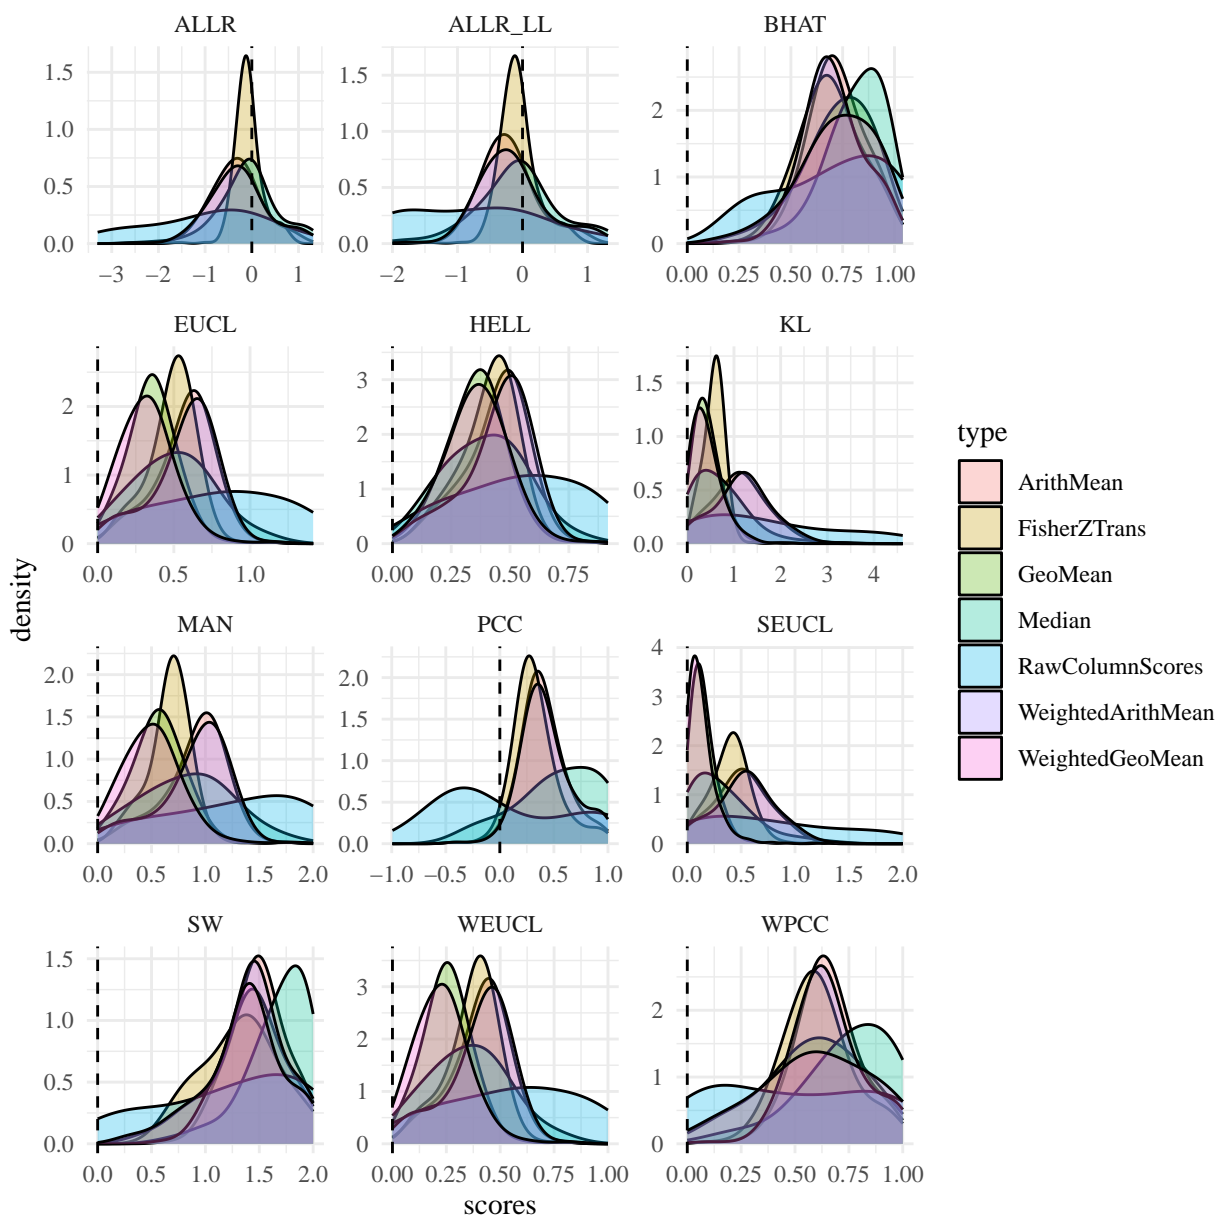 ALLR ALLR_LL BHAT
1.5 1.0 0.5 0.0
−3 −2 −1 0 1
1.5 1.0 0.5 0.0
−2 −1 0 1
2 1 0
0.00 0.25 0.50 0.75 1.00
EUCL HELL KL
2 1 0
0.0 0.5 1.0
3 2 1 0
0.00 0.25 0.50 0.75
1.5 1.0 0.5 0.0
0 1 2 3 4
MAN PCC SEUCL
2.0 1.5 1.0 0.5 0.0
0.0 0.5 1.0 1.5 2.0
2.0 1.5 1.0 0.5 0.0
−1.0 −0.5 0.0 0.5 1.0
4 3 2 1 0
0.0 0.5 1.0 1.5 2.0
SW WEUCL WPCC
1.5 1.0 0.5 0.0
0.0 0.5 1.0 1.5 2.0
3 2 1 0
0.00 0.25 0.50 0.75 1.00
2 1 0
0.00 0.25 0.50 0.75 1.00
density
scores
type
ArithMean
FisherZTrans
GeoMean
Median
RawColumnScores
WeightedArithMean
WeightedGeoMean